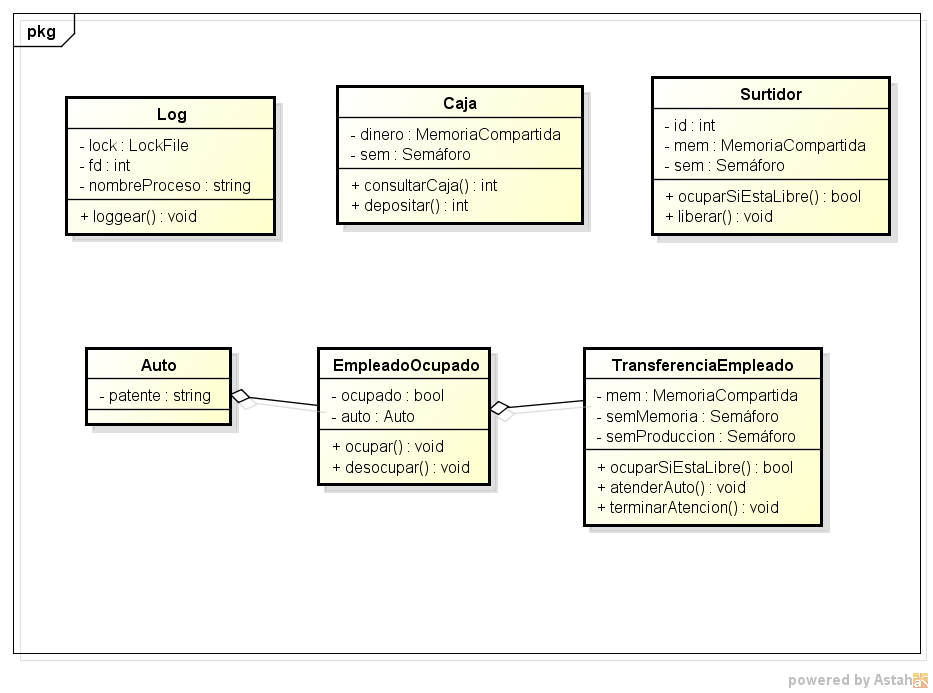 pkg
Log
- lock : LockFile
- fd : int
- nombreProceso : string
+ loggear() : void
Caja
- dinero : MemoriaCompartida
- sem : Semáforo
+ consultarCaja() : int
+ depositar() : int
Surtidor
- id : int
- mem : MemoriaCompartida
- sem : Semáforo
+ ocuparSiEstaLibre() : bool
+ liberar() : void
Auto
- patente : string
EmpleadoOcupado
- ocupado : bool
- auto : Auto
+ ocupar() : void
+ desocupar() : void
TransferenciaEmpleado
- mem : MemoriaCompartida
- semMemoria : Semáforo
- semProduccion : Semáforo
+ ocuparSiEstaLibre() : bool
+ atenderAuto() : void
+ terminarAtencion() : void
powered by Astah